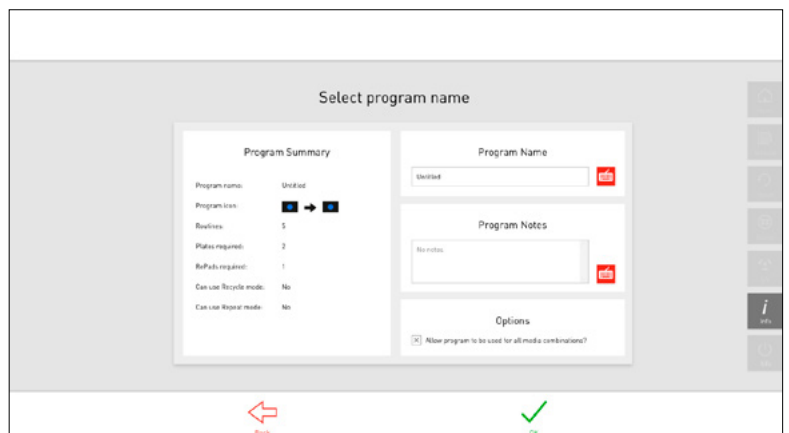 Select program name
Program Summary
Program name: Untitled
Program icon:
Routines: 5
Plates required: 2
RePads required: 1
Can use Recycle mode: No
Can use Repeat mode: No
Program Name
Untitled
Program Notes
No notes
Options
Allow program to be used for all media combinations?
i
Info
Back
OK